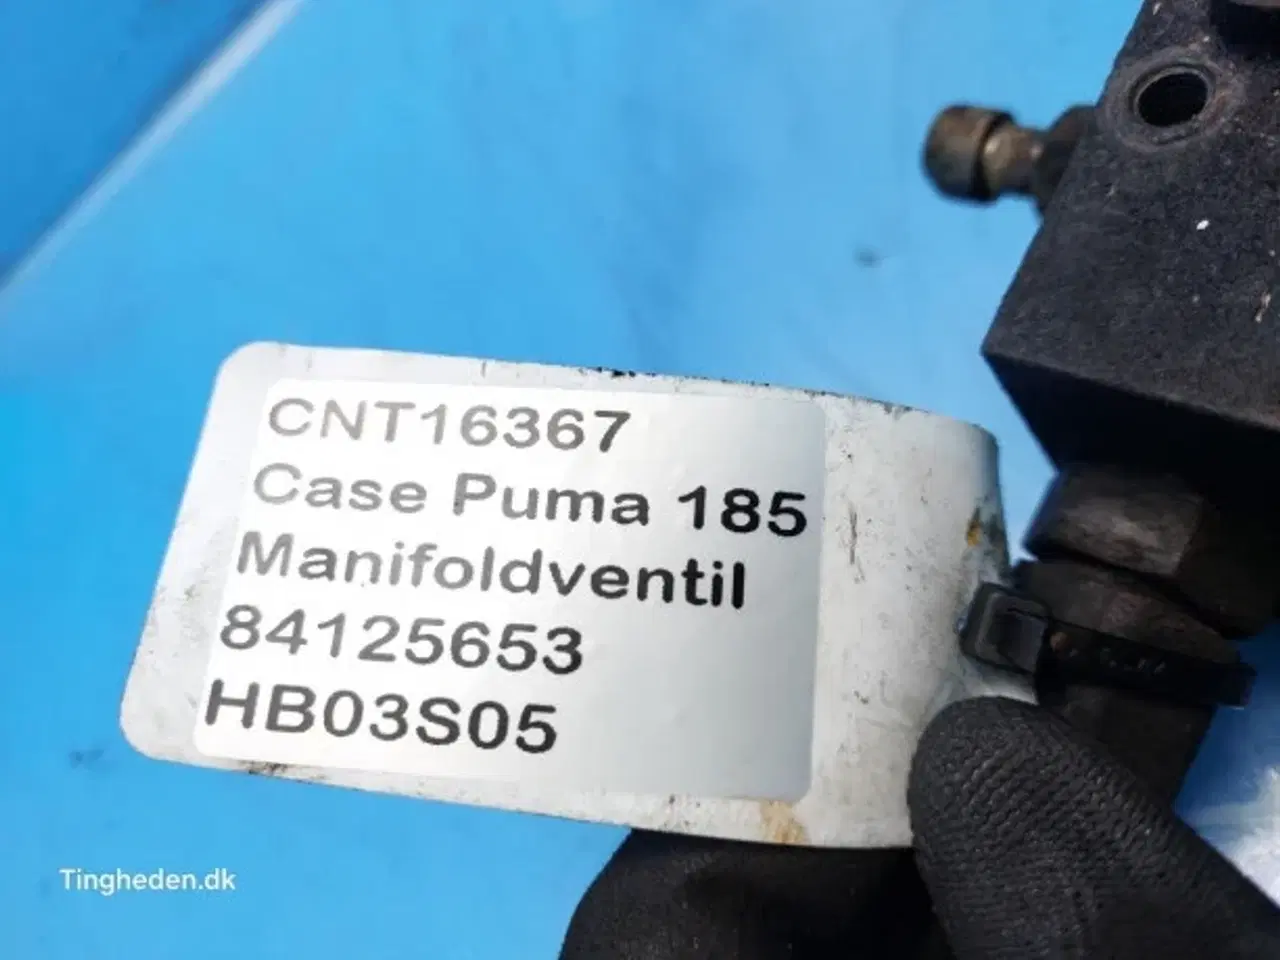 CNT16367
Case Puma 185
Manifoldventil
84125653
HB03S05
Tingheden.dk